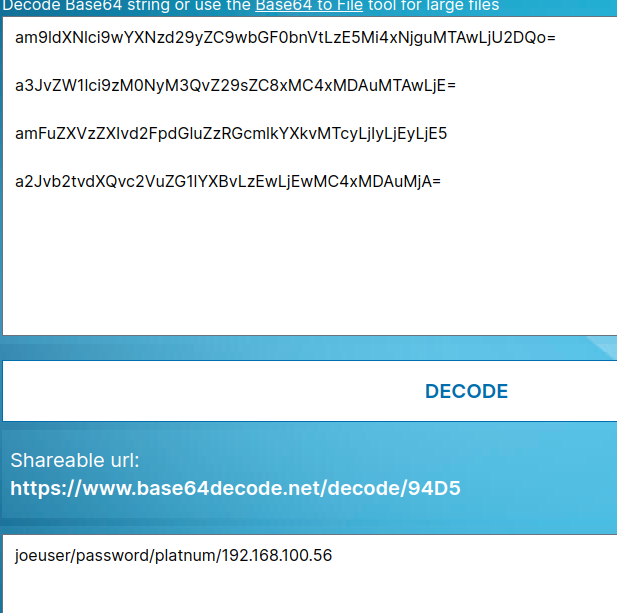 Decode Base64 string or use the Base64 to File tool for large files
am9ldXNlci9wYXNzd29yZC9wbGF0bnVtLzE5Mi4xNjguMTAwLjU2DQo=
a3JvZW1lci9zM0NyM3QvZ29sZC8xMC4xMDAuMTAwLjE=
amFuZXVzZXIvd2FpdGluZzRGcmlkYXkvMTcyLjIyLjEyLjE5
a2Jvb2tvdXQvc2VuZG1lYXBvLzEwLjEwMC4xMDAuMjA=
DECODE
Shareable url:
https://www.base64decode.net/decode/94D5
joeuser/password/platnum/192.168.100.56